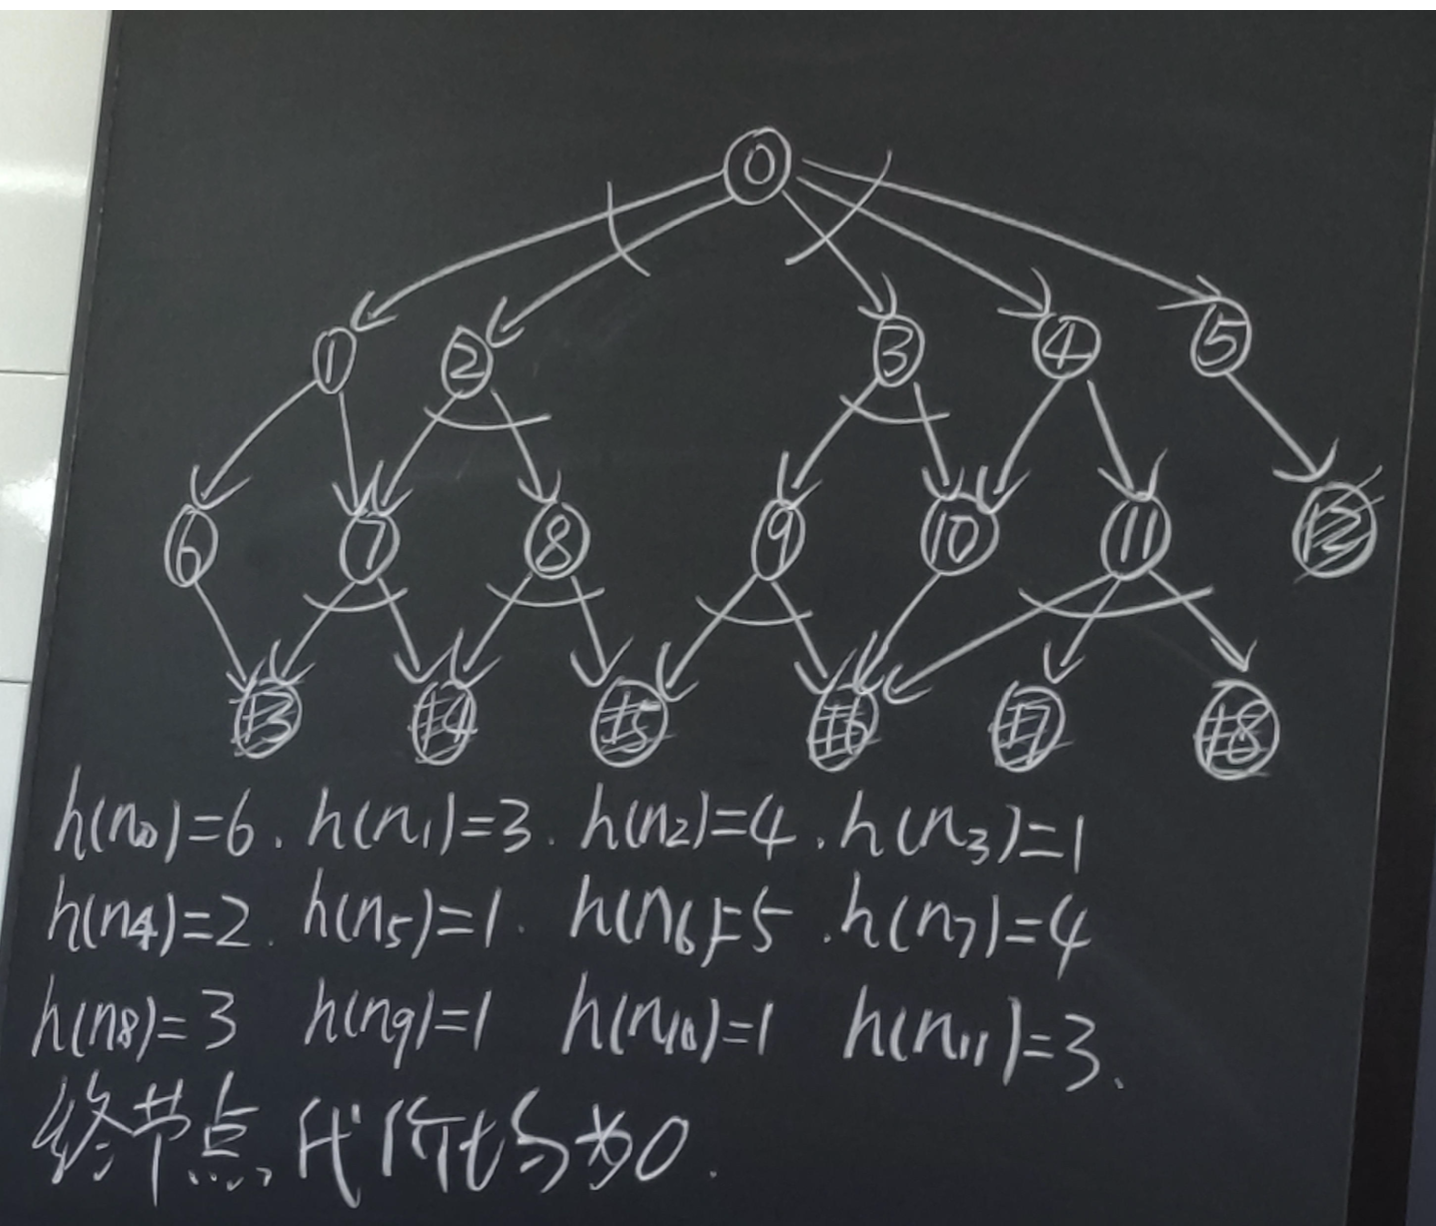 0
1 2 3 4 5
6 7 8 9 10 11 12
13 14 15 16 17 18
h(n₀)=6. h(n₁)=3. h(n₂)=4. h(n₃)=1
h(n₄)=2. h(n₅)=1. h(n₆)=5. h(n₇)=4
h(n₈)=3 h(n₉)=1 h(n₁₀)=1 h(n₁₁)=3.
终节点代价均为0.